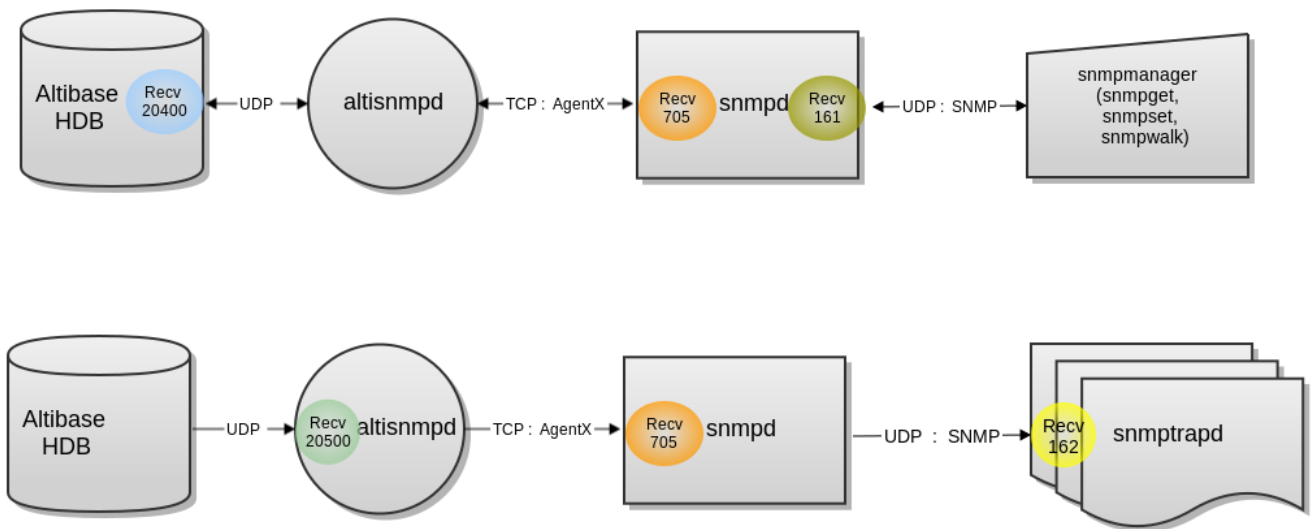 Altibase
HDB
Recv
20400
UDP
altisnmpd
TCP : AgentX
Recv
705
snmpd
Recv
161
UDP : SNMP
snmpmanager
(snmpget,
snmpset,
snmpwalk)
Altibase
HDB
UDP
Recv
20500
altisnmpd
TCP : AgentX
Recv
705
snmpd
UDP : SNMP
Recv
162
snmptrapd